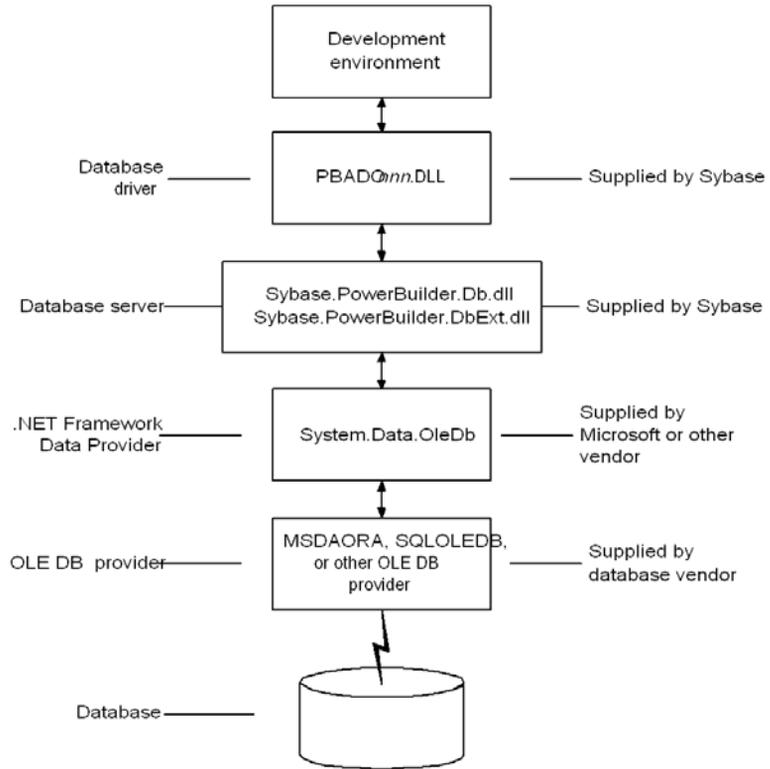 Development
environment
Database
driver
PBADOnnn.DLL
Supplied by Sybase
Database server
Sybase.PowerBuilder.Db.dll
Sybase.PowerBuilder.DbExt.dll
Supplied by Sybase
.NET Framework
Data Provider
System.Data.OleDb
Supplied by
Microsoft or other
vendor
OLE DB provider
MSDAORA, SQLOLEDB,
or other OLE DB
provider
Supplied by
database vendor
Database